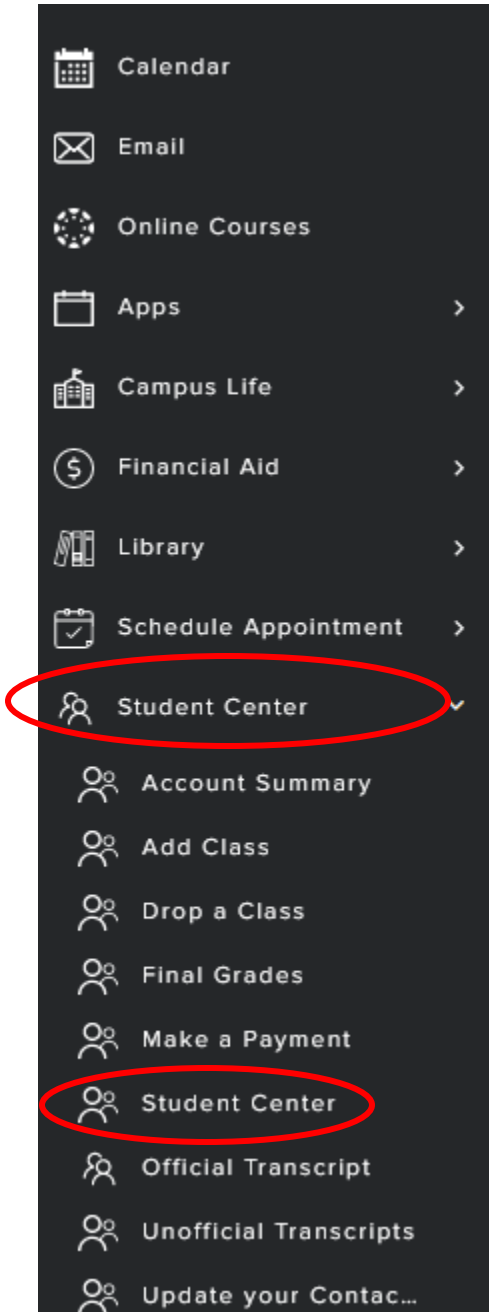 Calendar
Email
Online Courses
Apps
Campus Life
Financial Aid
Library
Schedule Appointment
Student Center
Account Summary
Add Class
Drop a Class
Final Grades
Make a Payment
Student Center
Official Transcript
Unofficial Transcripts
Update your Contac...